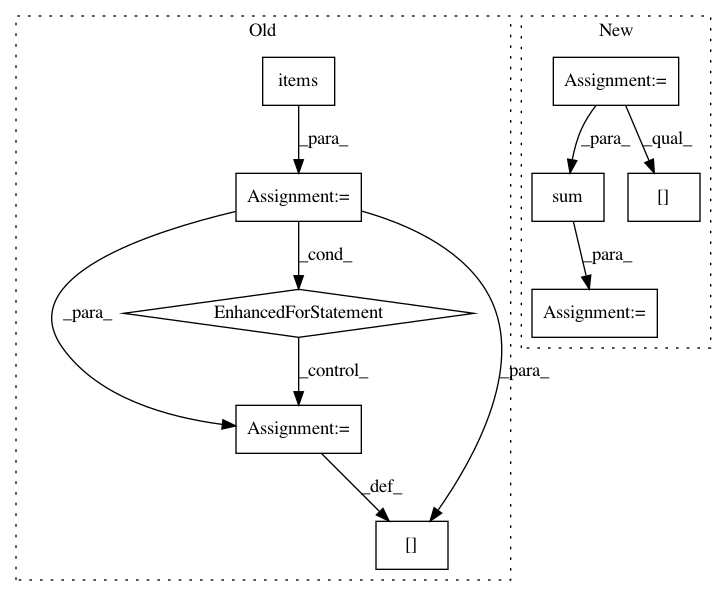 Old
New
items
Assignment:=
_para_
_para_
_qual_
Assignment:=
sum
[]
_cond_
_para_
_para_
EnhancedForStatement
Assignment:=
_control_
_para_
Assignment:=
_def_
[]